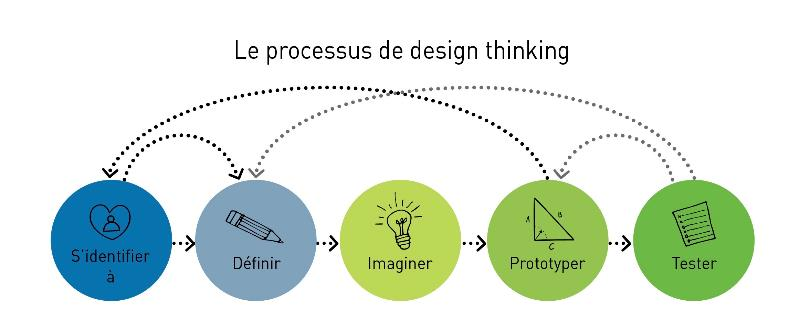 Le processus de design thinking
S'identifier
à
Définir
Imaginer
Prototyper
Tester
A
B
C